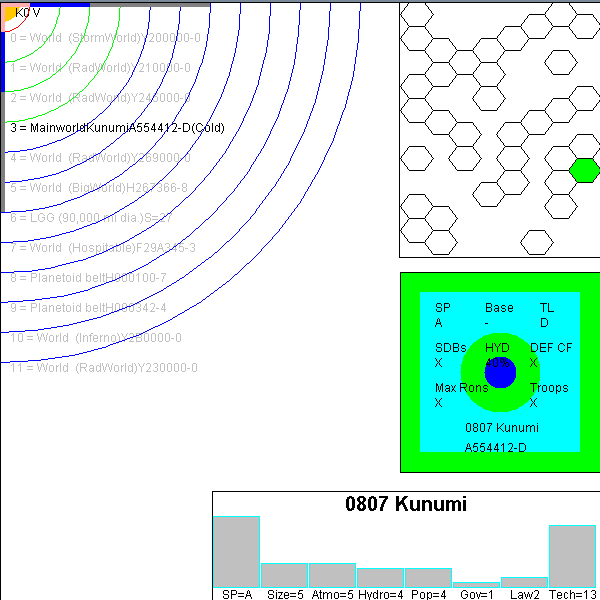 K0 V
0 = World (StormWorld)Y200000-0
1 = World (RadWorld)Y210000-0
2 = World (RadWorld)Y245000-0
3 = MainworldKunumiA554412-D(Cold)
4 = World (RadWorld)Y269000-0
5 = World (BigWorld)H267366-8
6 = LGG (90,000 mi dia.)S=27
7 = World (Hospitable)F29A345-3
8 = Planetoid beltH000100-7
9 = Planetoid beltH000342-4
10 = World (Inferno)Y2B0000-0
11 = World (RadWorld)Y230000-0
SP Base TL
A - D
SDBs HYD DEF CF
X 40% X
Max Rons Troops
X X
0807 Kunumi
A554412-D
0807 Kunumi
SP=A Size=5 Atmo=5 Hydro=4 Pop=4 Gov=1 Law2 Tech=13